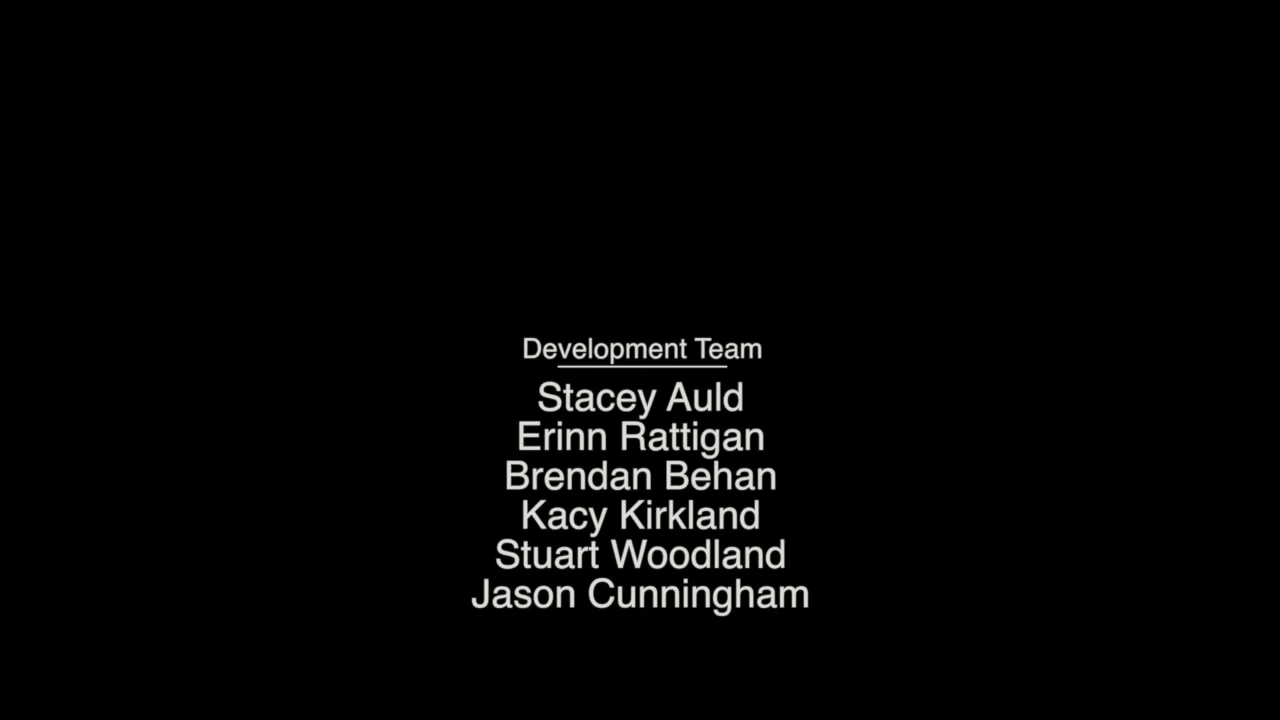 Development Team
Stacey Auld
Erinn Rattigan
Brendan Behan
Kacy Kirkland
Stuart Woodland
Jason Cunningham